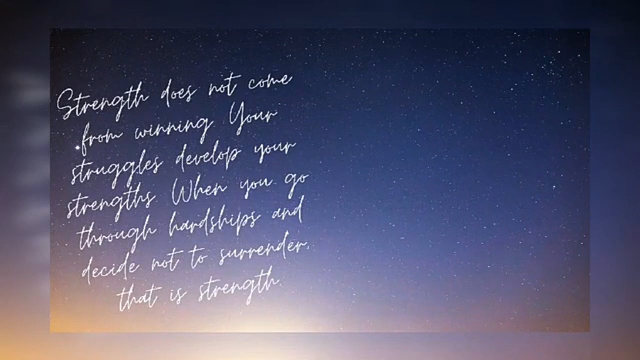 Strength does not come
from winning. Your
struggles develop your
strengths. When you go
through hardships and
decide not to surrender,
that is strength.